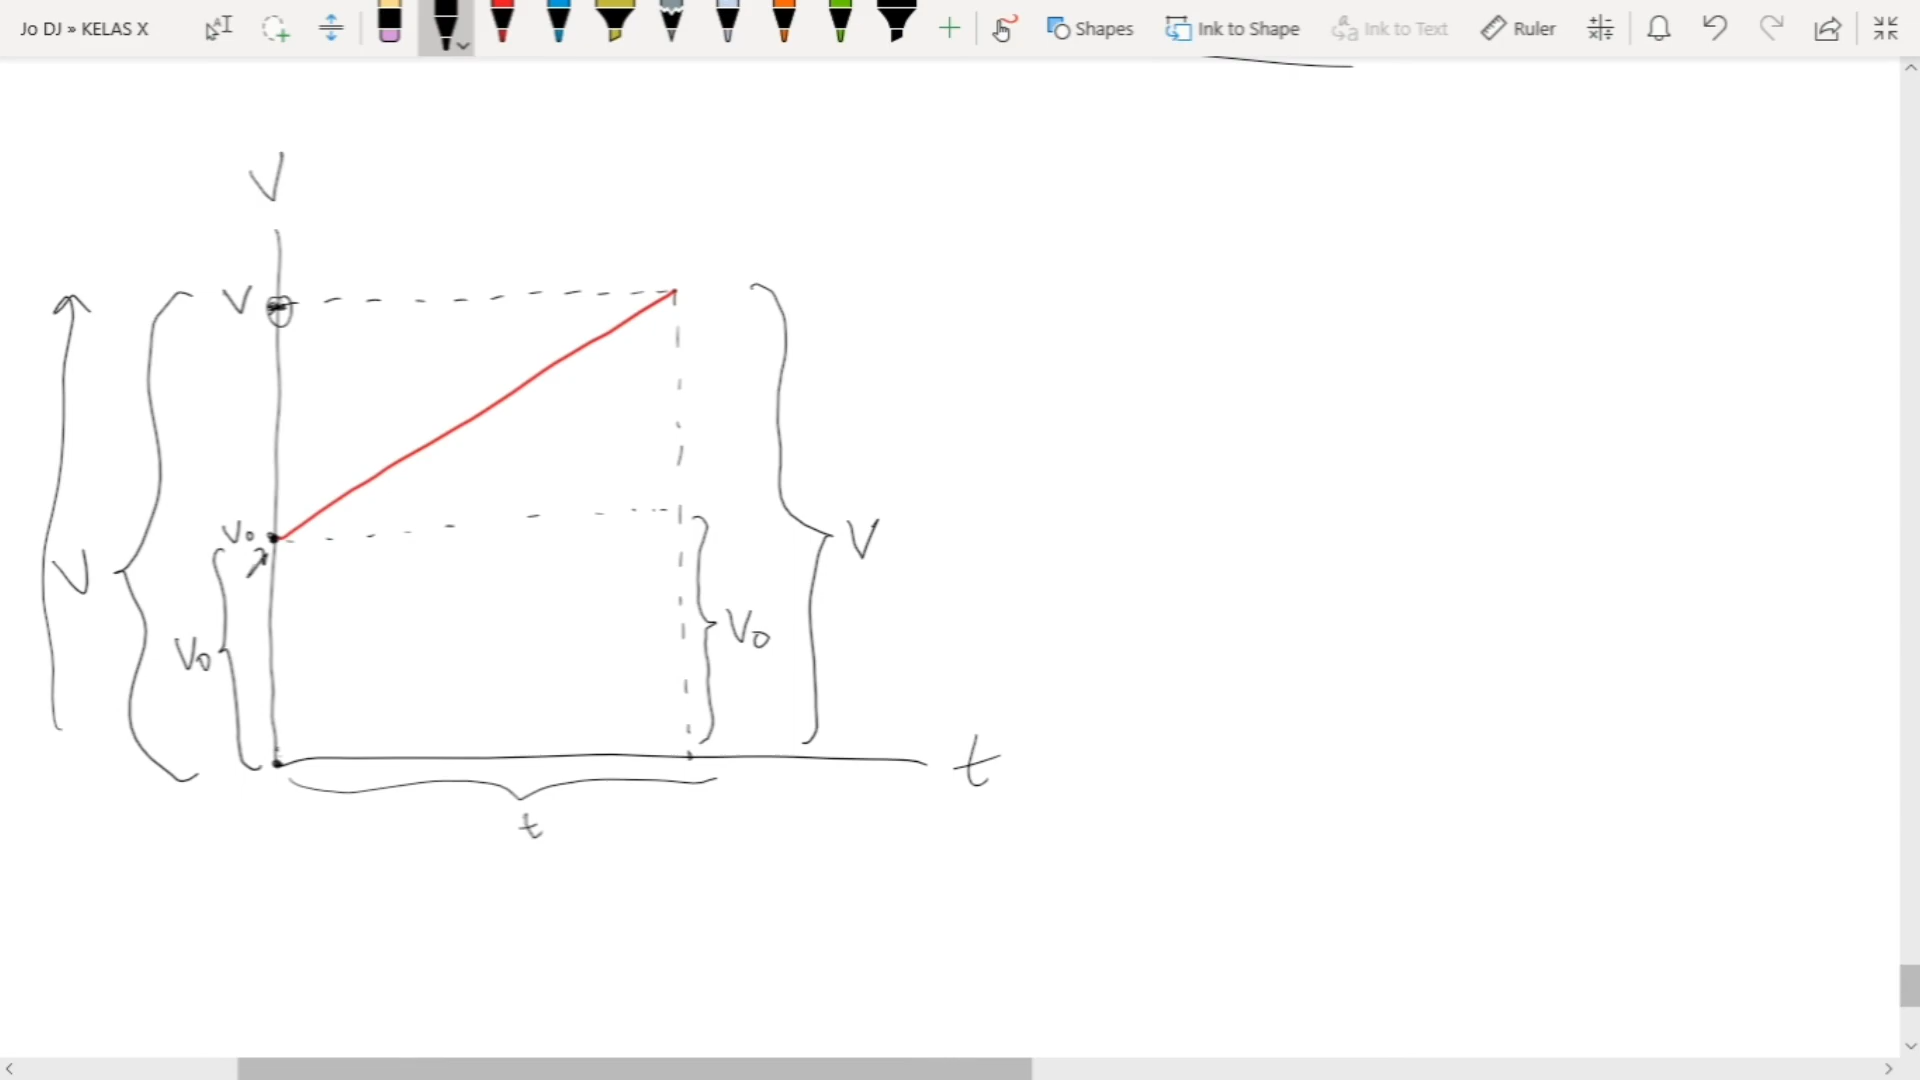 Jo DJ » KELAS X Shapes Ink to Shape Ink to Text Ruler
V
V
V₀
V
V
V₀
V₀
t
t